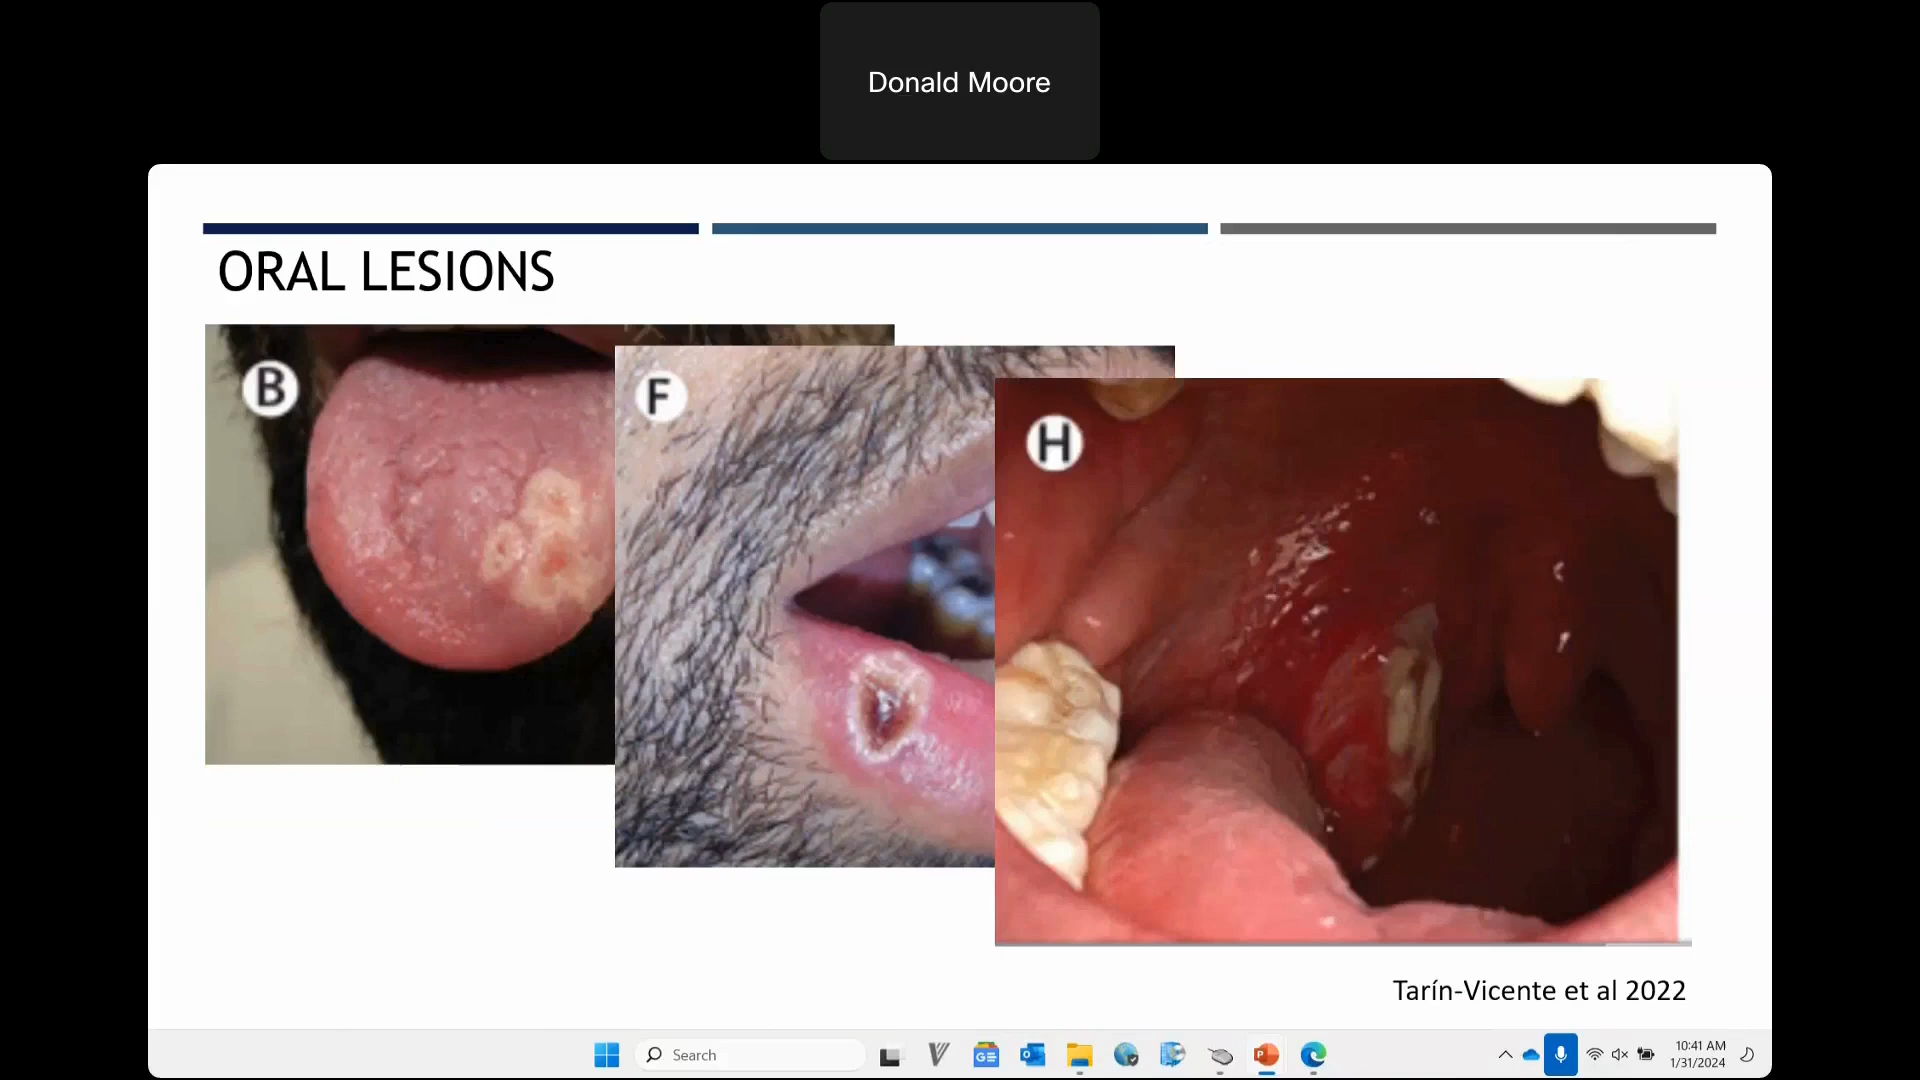 Donald Moore
ORAL LESIONS
B
F
H
Tarín-Vicente et al 2022
Search
10:41 AM
1/31/2024